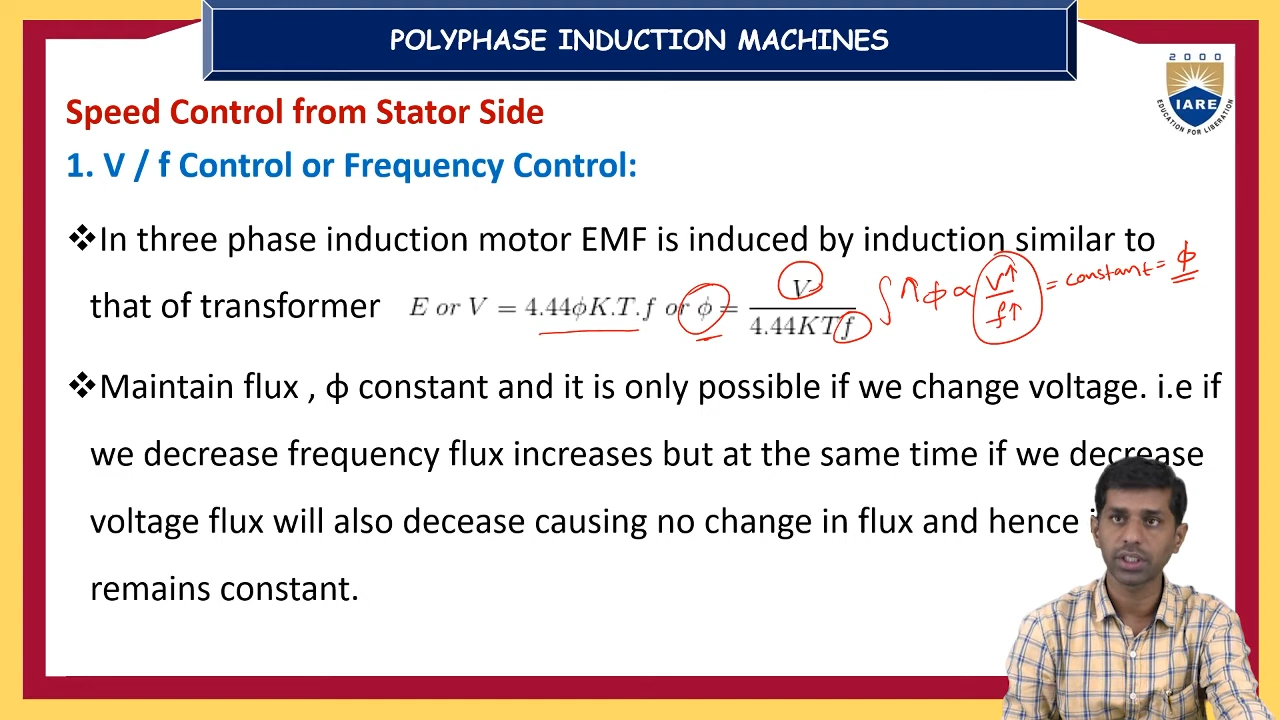 POLYPHASE INDUCTION MACHINES
2000
IARE
EDUCATION FOR LIBERATION
Speed Control from Stator Side
1. V / f Control or Frequency Control:
❖In three phase induction motor EMF is induced by induction similar to
that of transformer E or V = 4.44ϕK.T.f or ϕ = V / 4.44KTf
↑ϕ ∝ V↑ / f↑ = constant = ϕ
❖ Maintain flux , ϕ constant and it is only possible if we change voltage. i.e if
we decrease frequency flux increases but at the same time if we decrease
voltage flux will also decease causing no change in flux and hence
remains constant.